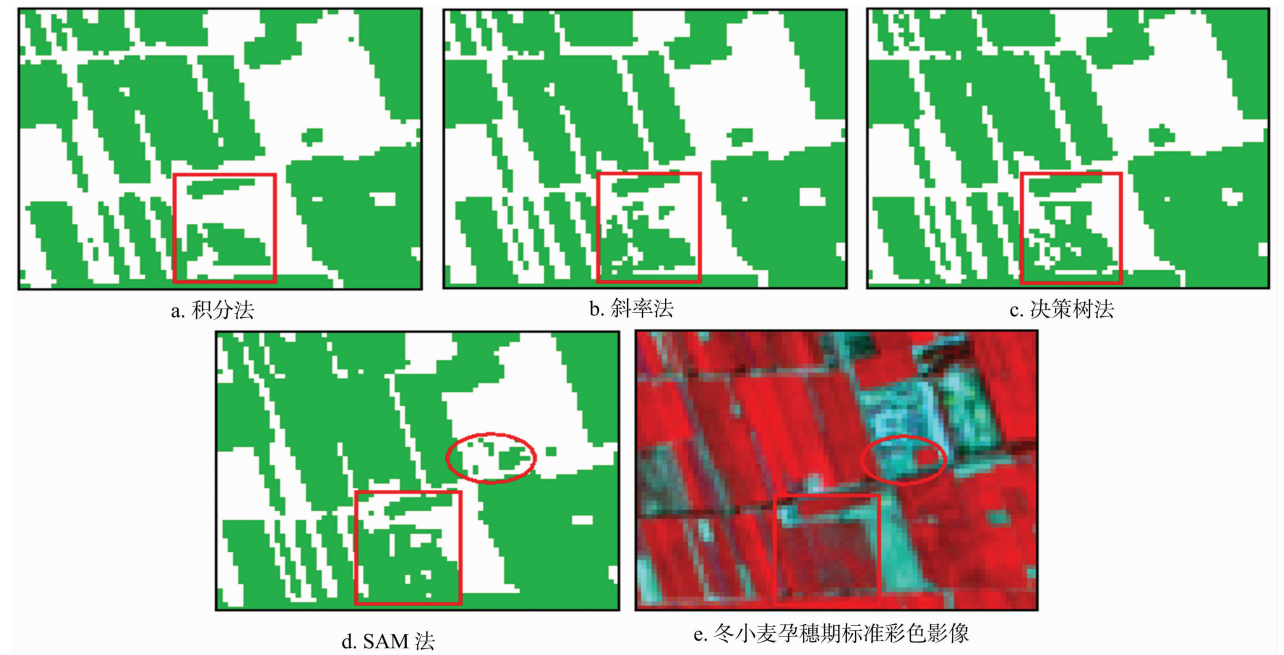 a. 积分法
b. 斜率法
c. 决策树法
d. SAM 法
e. 冬小麦孕穗期标准彩色影像